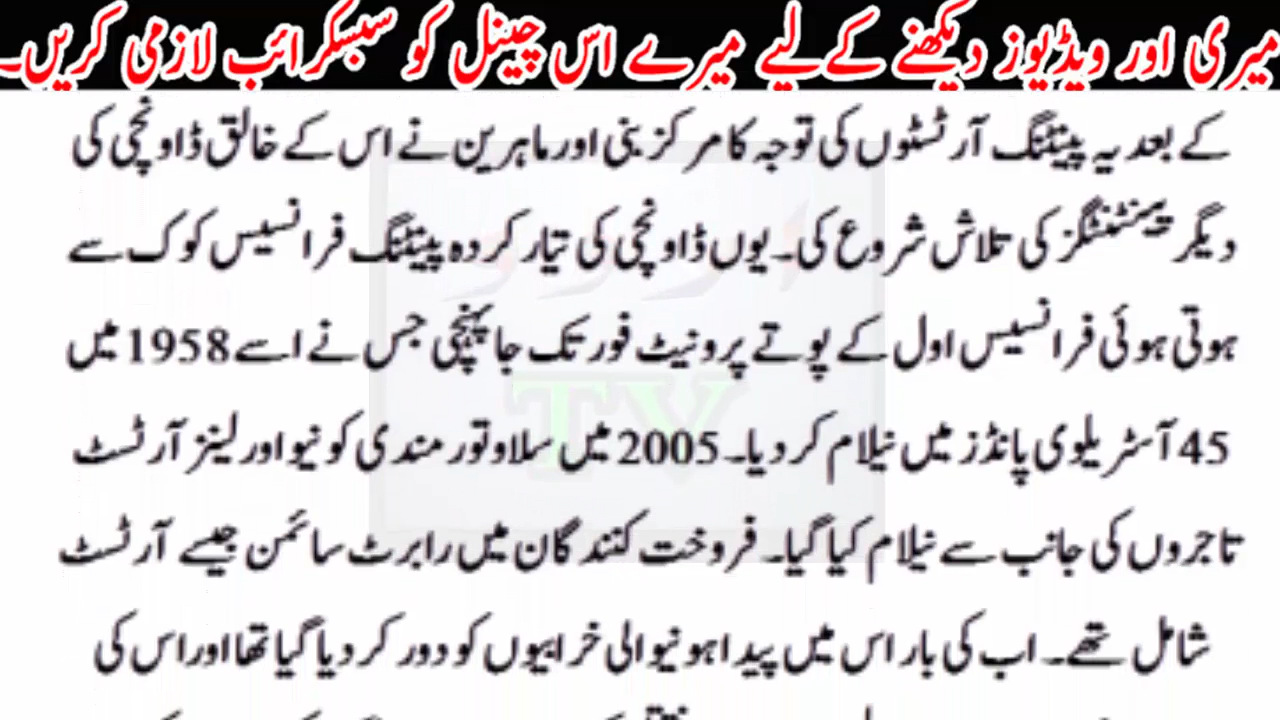 میری اور ویڈیوز دیکھنے کےلیے میرے اس چینل کو سبسکرائب لازمی کریں۔
کے بعد یہ پینٹنگ آرٹسٹوں کی توجہ کا مرکز بنی اور ماہرین نے اس کے خالق ڈاونچی کی
دیگر پینٹنگز کی تلاش شروع کی۔ یوں ڈاونچی کی تیار کردہ پینٹنگ فرانسیس کوک سے
ہوتی ہوئی فرانسیس اول کے پوتے پرونیٹ فور تک جا پہنچی جس نے اسے 1958 میں
45 آسٹریلوی پانڈز میں نیلام کر دیا۔ 2005 میں سلاوتور مندی کو نیو اورلینز آرٹسٹ
تاجروں کی جانب سے نیلام کیا گیا۔ فروخت کنندگان میں رابرٹ سائمن جیسے آرٹسٹ
شامل تھے۔ اب کی بار اس میں پیدا ہونیوالی خرابیوں کو دور کر دیا گیا تھا اور اس کی
اردو
TV